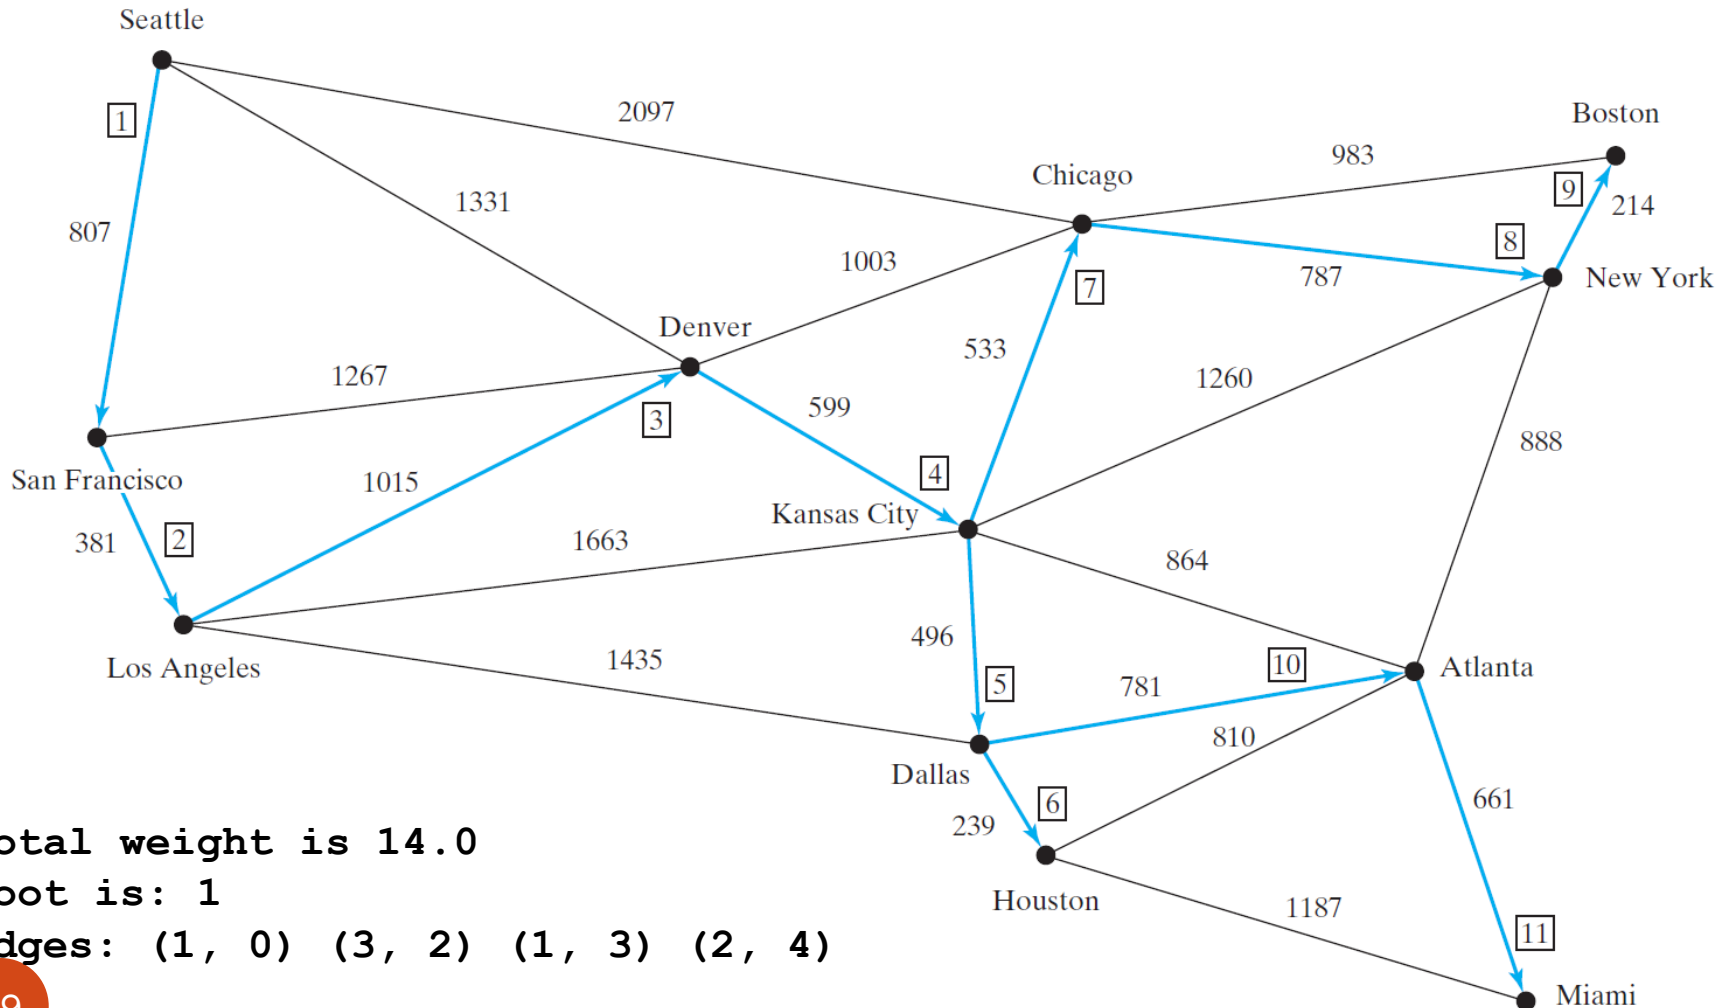 Seattle
1
2097
Boston
983
Chicago
9
214
1331
807
8
1003
787
New York
7
Denver
533
1267
1260
599
3
888
4
San Francisco
1015
Kansas City
381
2
1663
864
496
1435
10
Los Angeles
Atlanta
5
781
810
Dallas
661
6
239
otal weight is 14.0
oot is: 1
Houston
1187
11
dges: (1, 0) (3, 2) (1, 3) (2, 4)
Miami
9